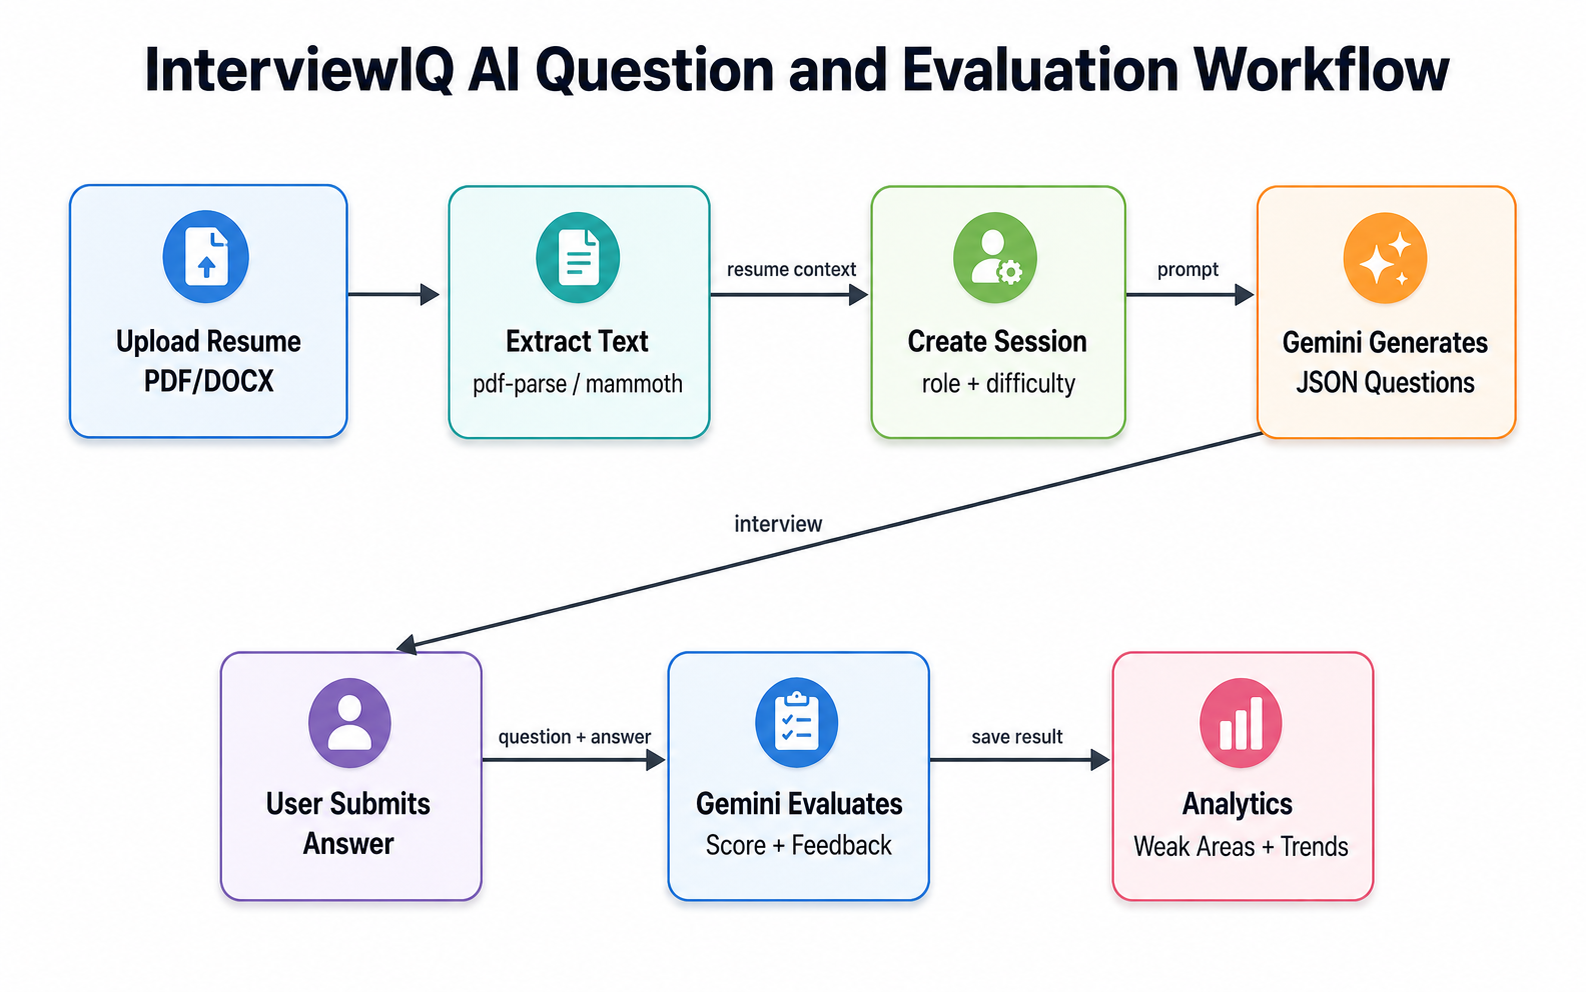 InterviewIQ AI Question and Evaluation Workflow
Upload Resume
PDF/DOCX
Extract Text
pdf-parse / mammoth
resume context
Create Session
role + difficulty
prompt
Gemini Generates
JSON Questions
interview
User Submits
Answer
question + answer
Gemini Evaluates
Score + Feedback
save result
Analytics
Weak Areas + Trends